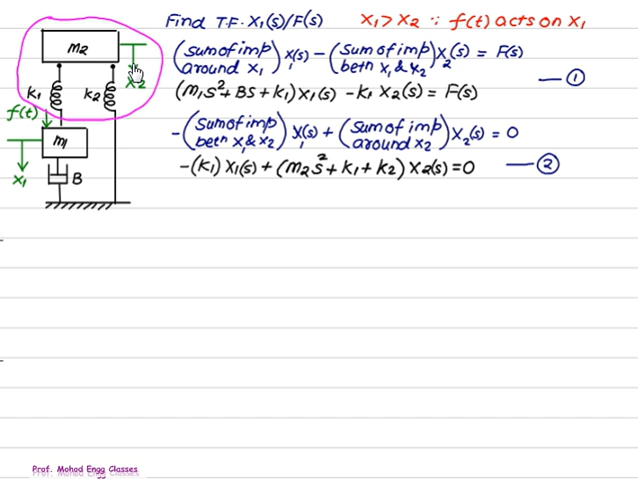 Find T.F. X1(s)/F(s) X1 > X2 ∵ f(t) acts on X1
(Sum of imp around X1) X1(s) - (Sum of imp betn X1 & X2) X2(s) = F(s) —①
(M1S²+BS+K1) X1(s) - K1 X2(s) = F(s)
-(Sum of imp betn X1 & X2) X1(s) + (Sum of imp around X2) X2(s) = 0
-(K1) X1(s) + (M2S²+K1+K2) X2(s) = 0 —②
M2
X2
K1
K2
f(t)
M1
X1
B
Prof. Mohod Engg Classes